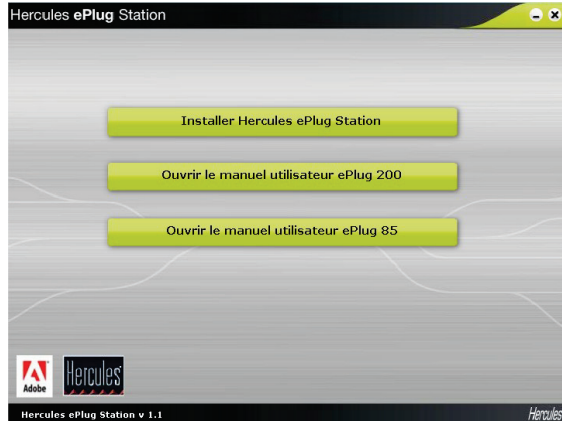 Hercules ePlug Station
Installer Hercules ePlug Station
Ouvrir le manuel utilisateur ePlug 200
Ouvrir le manuel utilisateur ePlug 85
Adobe
Hercules
Hercules ePlug Station v 1.1
Hercules